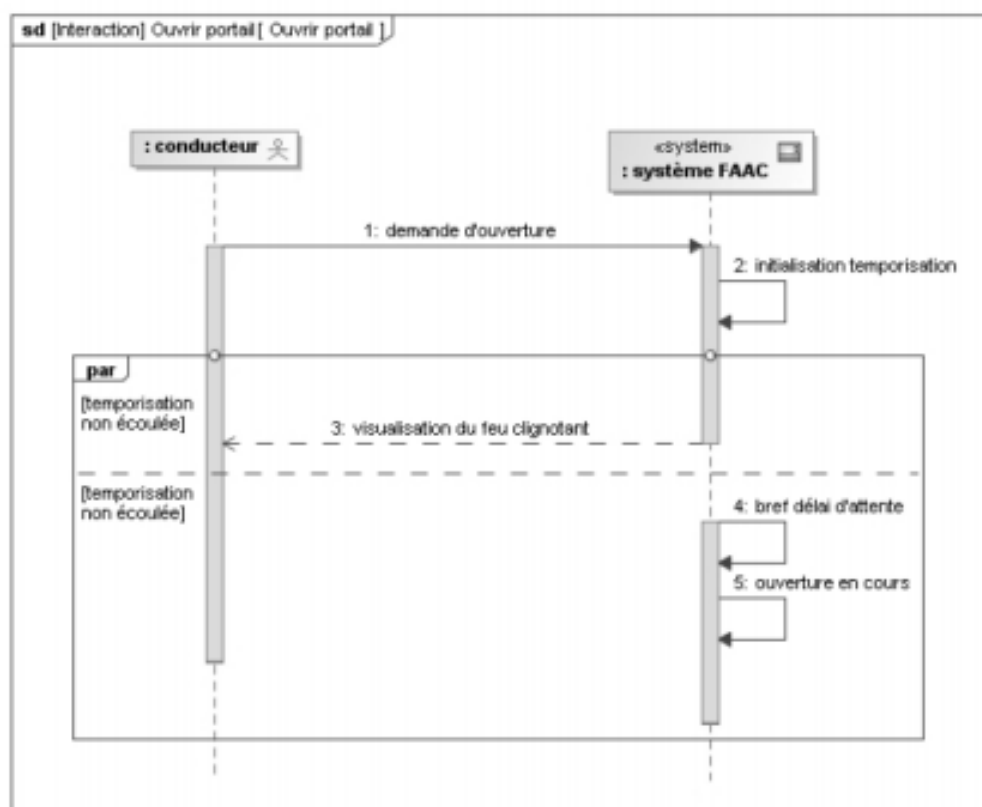 sd [Interaction] Ouvrir portail [ Ouvrir portail ]
: conducteur
«system»
: système FAAC
1: demande d'ouverture
2: initialisation temporisation
par
[temporisation
non écoulée]
3: visualisation du feu clignotant
[temporisation
non écoulée]
4: bref délai d'attente
5: ouverture en cours